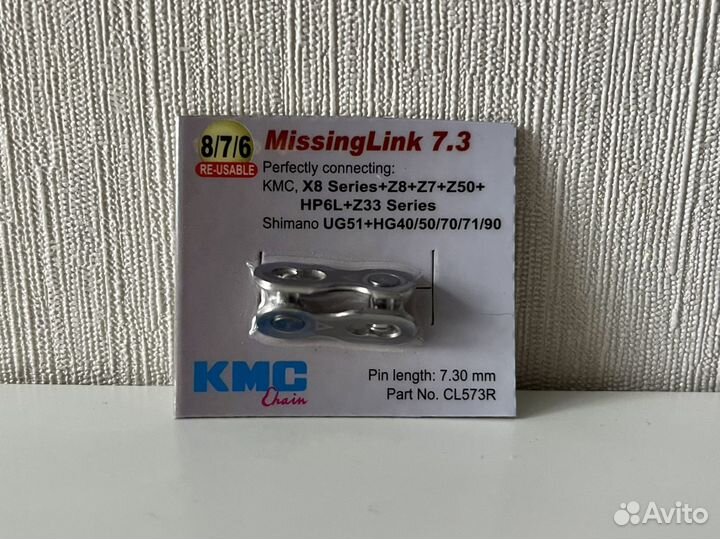 8/7/6
RE-USABLE
MissingLink 7.3
Perfectly connecting:
KMC, X8 Series+Z8+Z7+Z50+
HP6L+Z33 Series
Shimano UG51+HG40/50/70/71/90
KMC
Chain
Pin length: 7.30 mm
Part No. CL573R
Avito